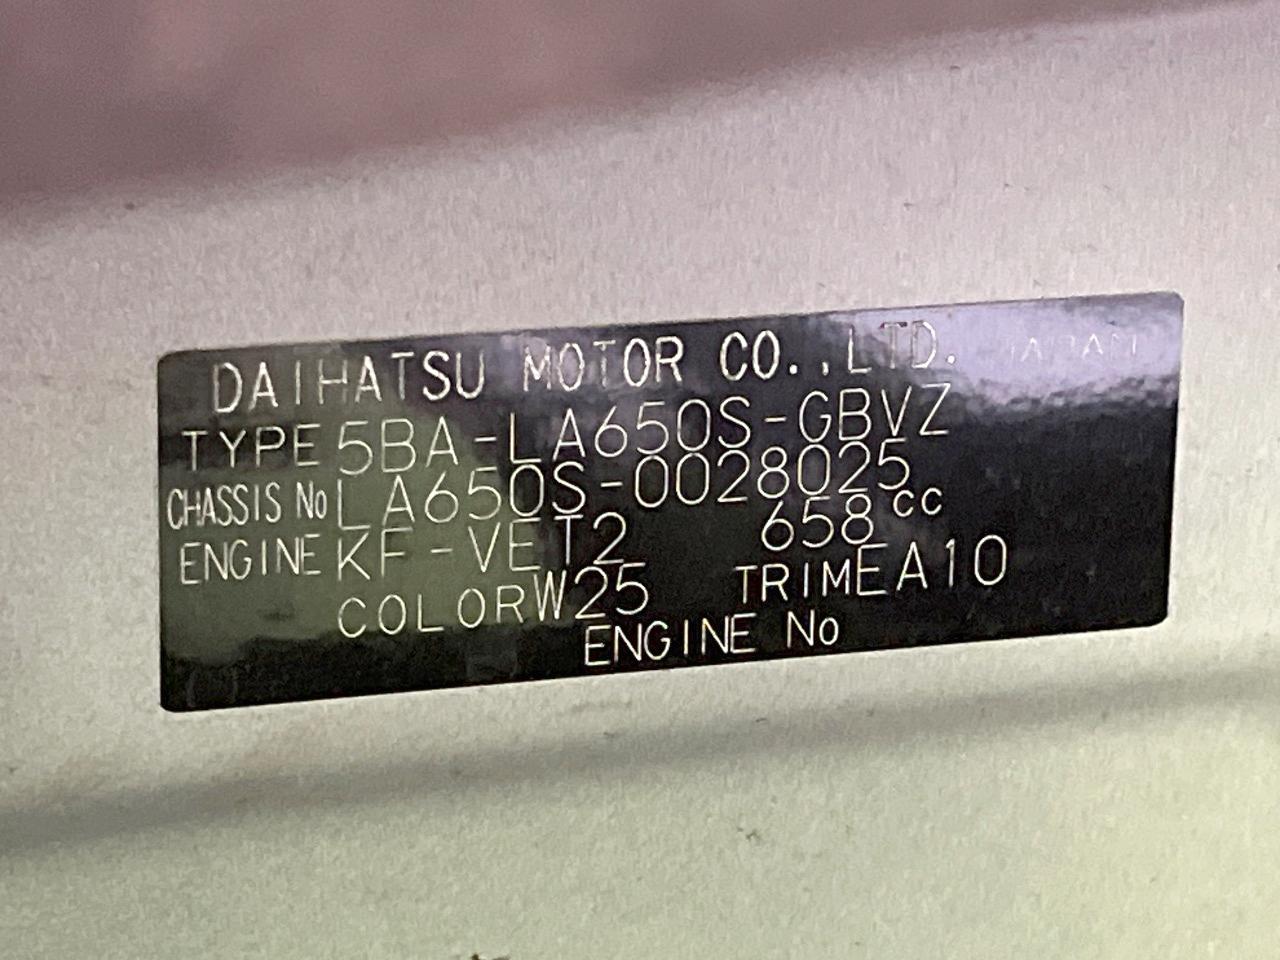 DAIHATSU MOTOR CO.,LTD. JAPAN
TYPE 5BA-LA650S-GBVZ
CHASSIS No LA650S-0028025
ENGINE KF-VET2 658cc
COLOR W25 TRIM EA10
ENGINE No